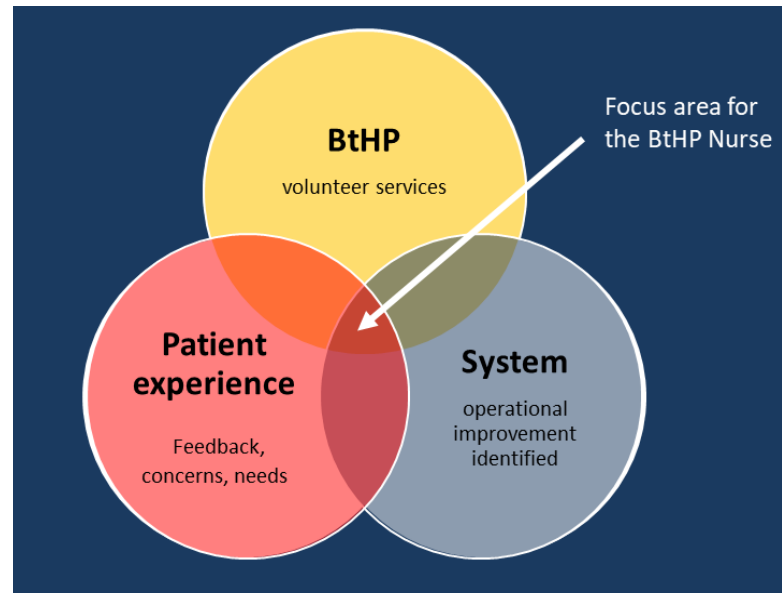 BtHP
volunteer services
Focus area for
the BtHP Nurse
Patient
experience
Feedback,
concerns, needs
System
operational
improvement
identified